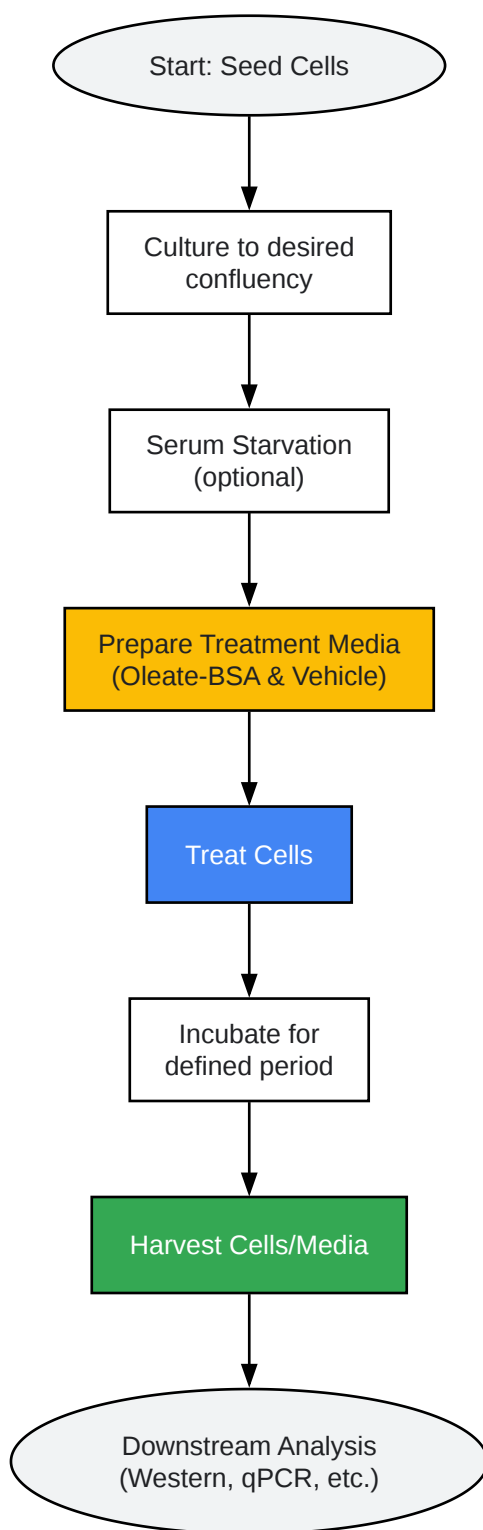 Start: Seed Cells
Culture to desired
confluency
Serum Starvation
(optional)
Prepare Treatment Media
(Oleate-BSA & Vehicle)
Treat Cells
Incubate for
defined period
Harvest Cells/Media
Downstream Analysis
(Western, qPCR, etc.)